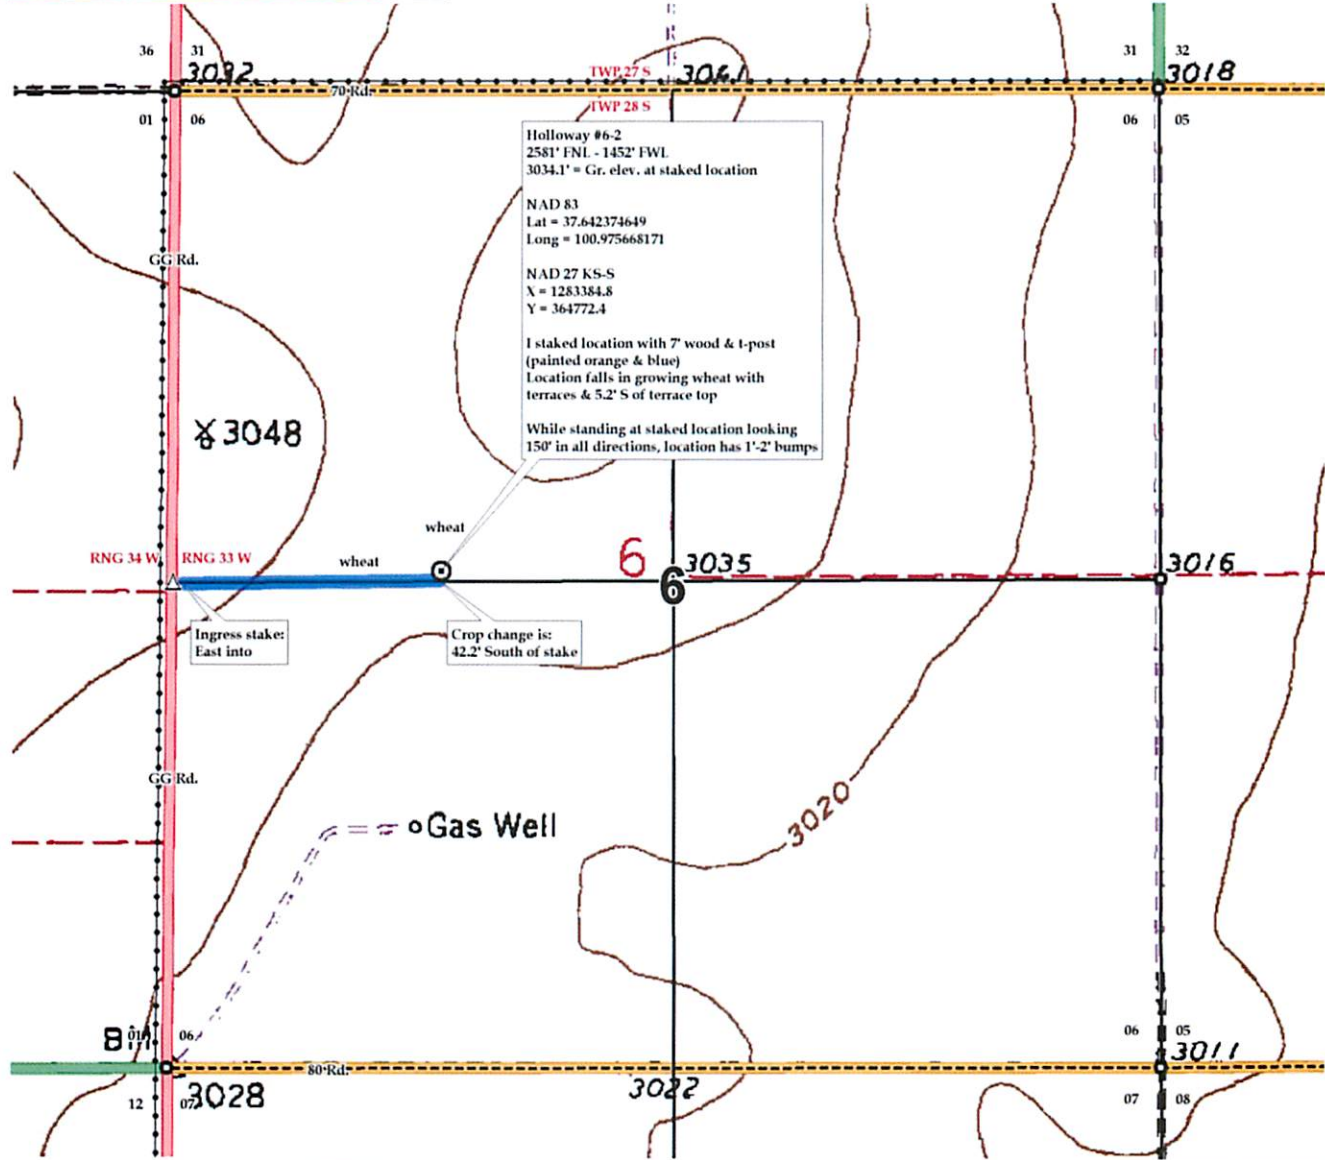 36
31
3032
TWP 27 S
3041
31
32
3018
70 Rd.
01
06
TWP 28 S
06
05
Holloway #6-2
2581' FNL - 1452' FWL
3034.1' = Gr. elev. at staked location
NAD 83
Lat = 37.642374649
Long = 100.975668171
NAD 27 KS-S
X = 1283384.8
Y = 364772.4
I staked location with 7' wood & t-post
(painted orange & blue)
Location falls in growing wheat with
terraces & 5.2' S of terrace top
While standing at staked location looking
150' in all directions, location has 1'-2' bumps
GG Rd.
3048
wheat
RNG 34 W
RNG 33 W
wheat
6
3035
6
3016
Ingress stake:
East into
Crop change is:
42.2' South of stake
GG Rd.
3020
Gas Well
01
06
06
05
3011
80 Rd.
12
07
3028
3022
07
08